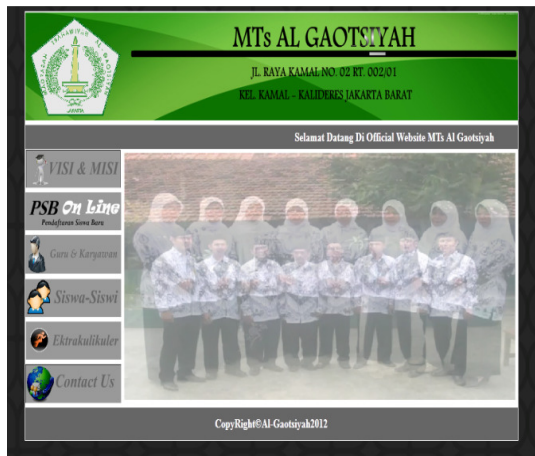 MTs AL GAOTSIYAH
JL. RAYA KAMAL NO. 02 RT. 002/01
KEL. KAMAL - KALIDERES JAKARTA BARAT
Selamat Datang Di Official Website MTs Al Gaotsiyah
VISI & MISI
PSB On Line
Pendaftaran Siswa Baru
Guru & Karyawan
Siswa-Siswi
Ektrakulikuler
Contact Us
CopyRight©Al-Gaotsiyah2012